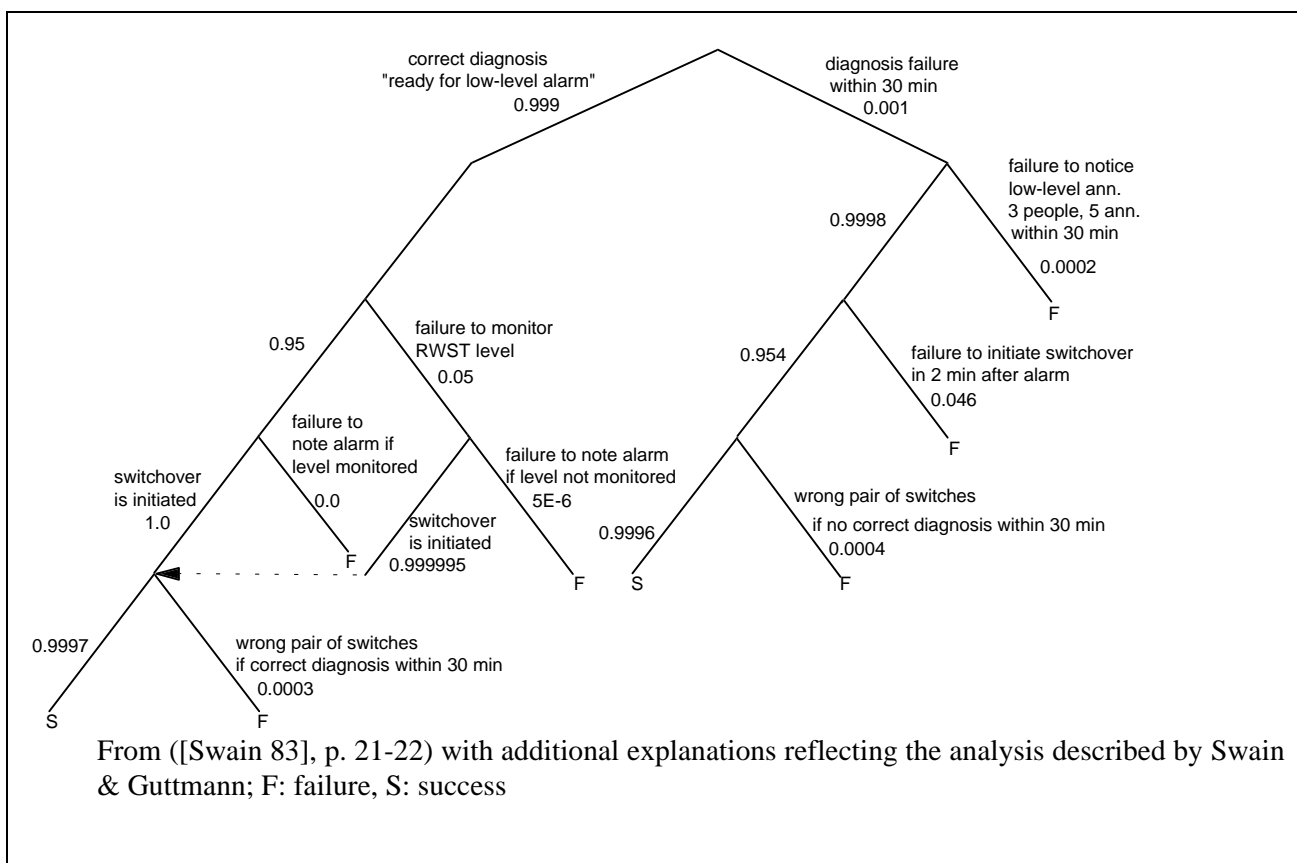 correct diagnosis
"ready for low-level alarm"
0.999
diagnosis failure
within 30 min
0.001
failure to notice
low-level ann.
3 people, 5 ann.
within 30 min
0.0002
F
0.9998
0.95
failure to monitor
RWST level
0.05
0.954
failure to initiate switchover
in 2 min after alarm
0.046
F
failure to
note alarm if
level monitored
0.0
F
switchover
is initiated
1.0
failure to note alarm
if level not monitored
5E-6
F
switchover
is initiated
0.999995
0.9996
S
wrong pair of switches
if no correct diagnosis within 30 min
0.0004
F
0.9997
S
wrong pair of switches
if correct diagnosis within 30 min
0.0003
F
From ([Swain 83], p. 21-22) with additional explanations reflecting the analysis described by Swain
& Guttmann; F: failure, S: success